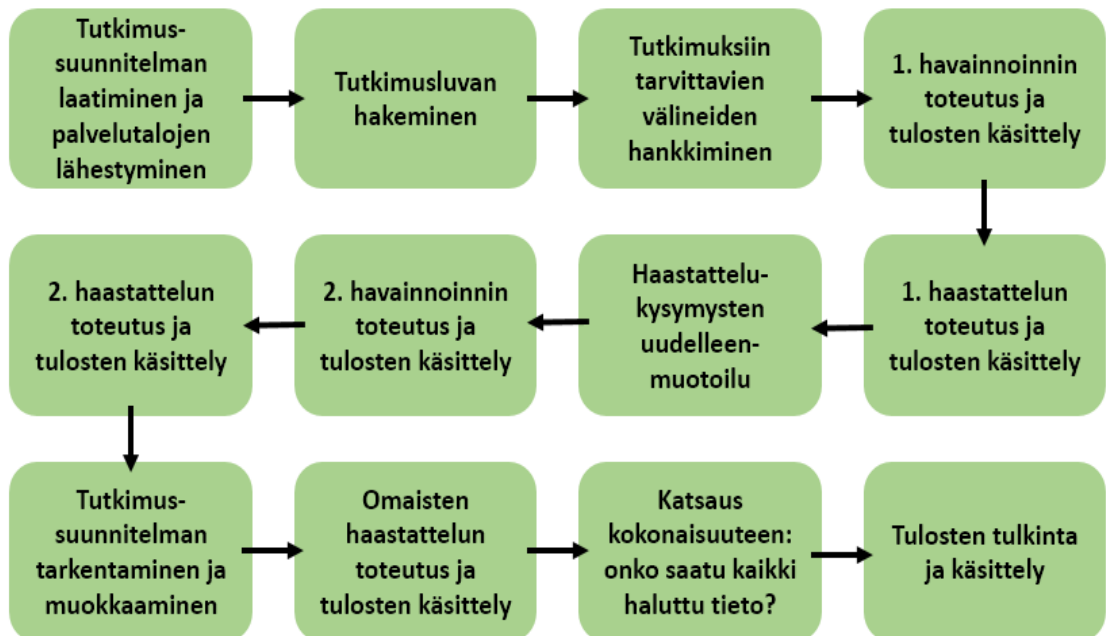 Tutkimus-
suunnitelman
laatiminen ja
palvelutalojen
lähestyminen
Tutkimusluvan
hakeminen
Tutkimuksiin
tarvittavien
välineiden
hankkiminen
1. havainnoinnin
toteutus ja
tulosten käsittely
1. haastattelun
toteutus ja
tulosten käsittely
Haastattelu-
kysymysten
uudelleen-
muotoilu
2. havainnoinnin
toteutus ja
tulosten käsittely
2. haastattelun
toteutus ja
tulosten käsittely
Tutkimus-
suunnitelman
tarkentaminen ja
muokkaaminen
Omaisten
haastattelun
toteutus ja
tulosten käsittely
Katsaus
kokonaisuuteen:
onko saatu kaikki
haluttu tieto?
Tulosten tulkinta
ja käsittely